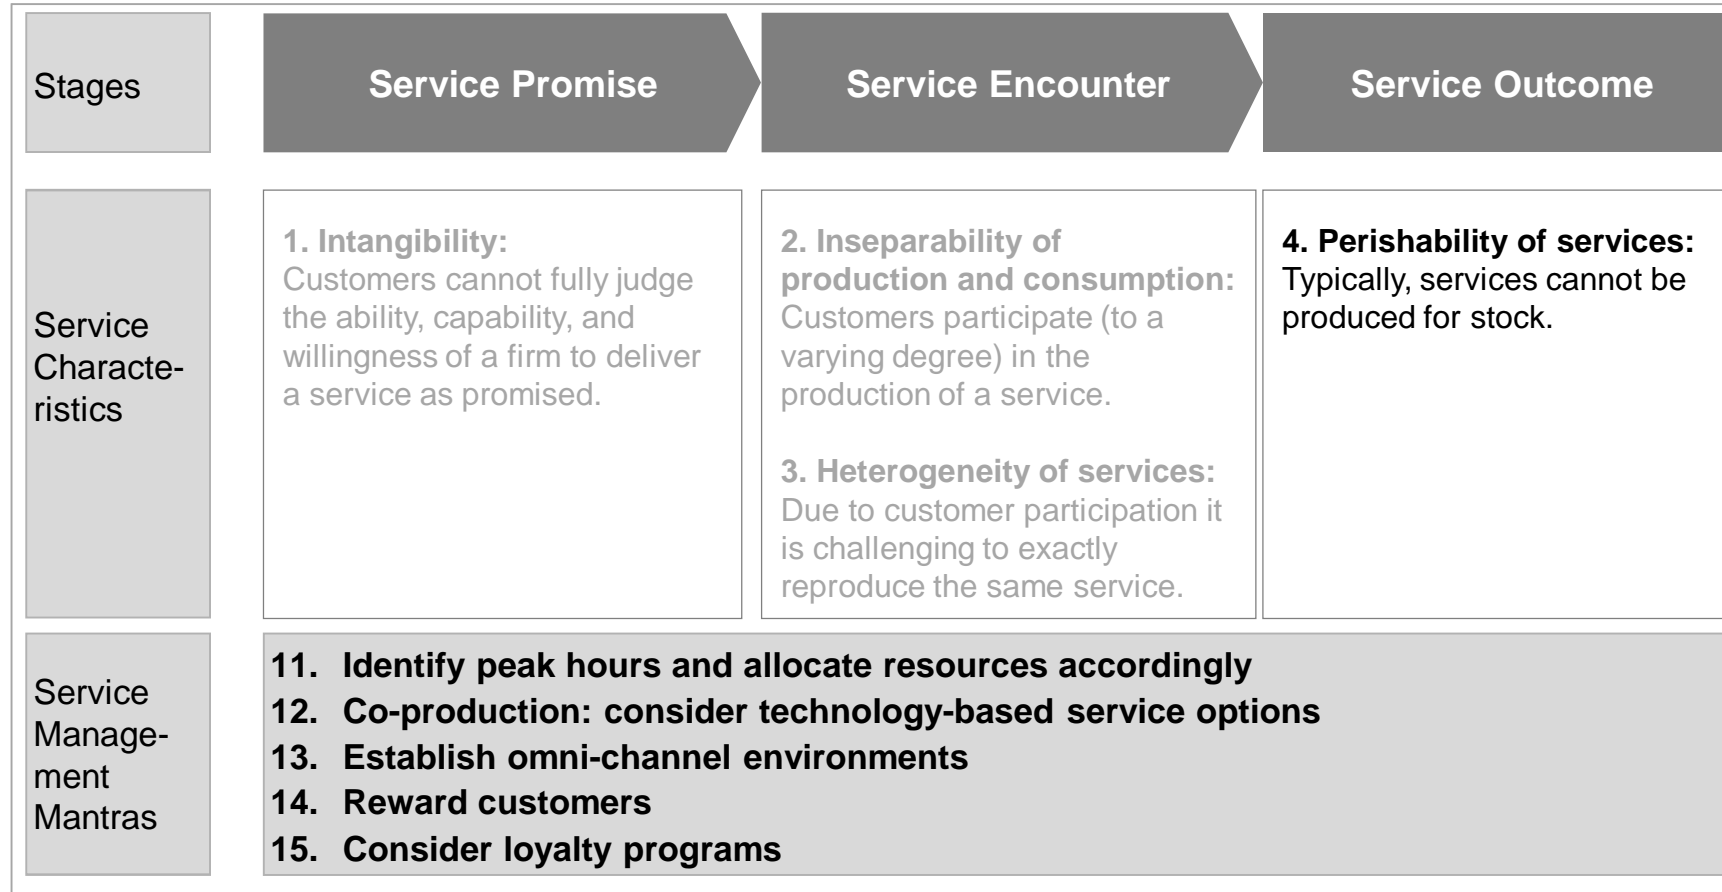 Stages
Service Promise
Service Encounter
Service Outcome
Service
Characte-
ristics
1. Intangibility:
Customers cannot fully judge
the ability, capability, and
willingness of a firm to deliver
a service as promised.
2. Inseparability of
production and consumption:
Customers participate (to a
varying degree) in the
production of a service.
3. Heterogeneity of services:
Due to customer participation it
is challenging to exactly
reproduce the same service.
4. Perishability of services:
Typically, services cannot be
produced for stock.
Service
Manage-
ment
Mantras
11. Identify peak hours and allocate resources accordingly
12. Co-production: consider technology-based service options
13. Establish omni-channel environments
14. Reward customers
15. Consider loyalty programs